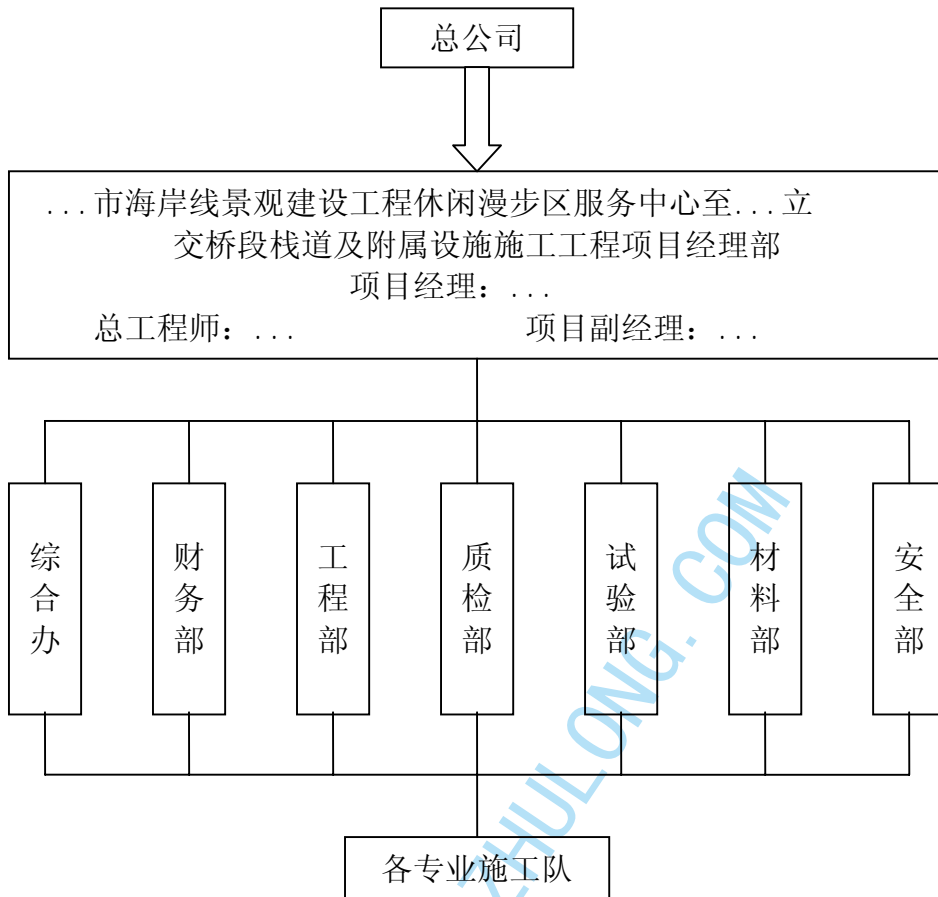 总公司
...市海岸线景观建设工程休闲漫步区服务中心至...立
交桥段栈道及附属设施施工工程项目经理部
项目经理：...
总工程师：... 项目副经理：...
综合办
财务部
工程部
质检部
试验部
材料部
安全部
各专业施工队
ZHULONG.COM